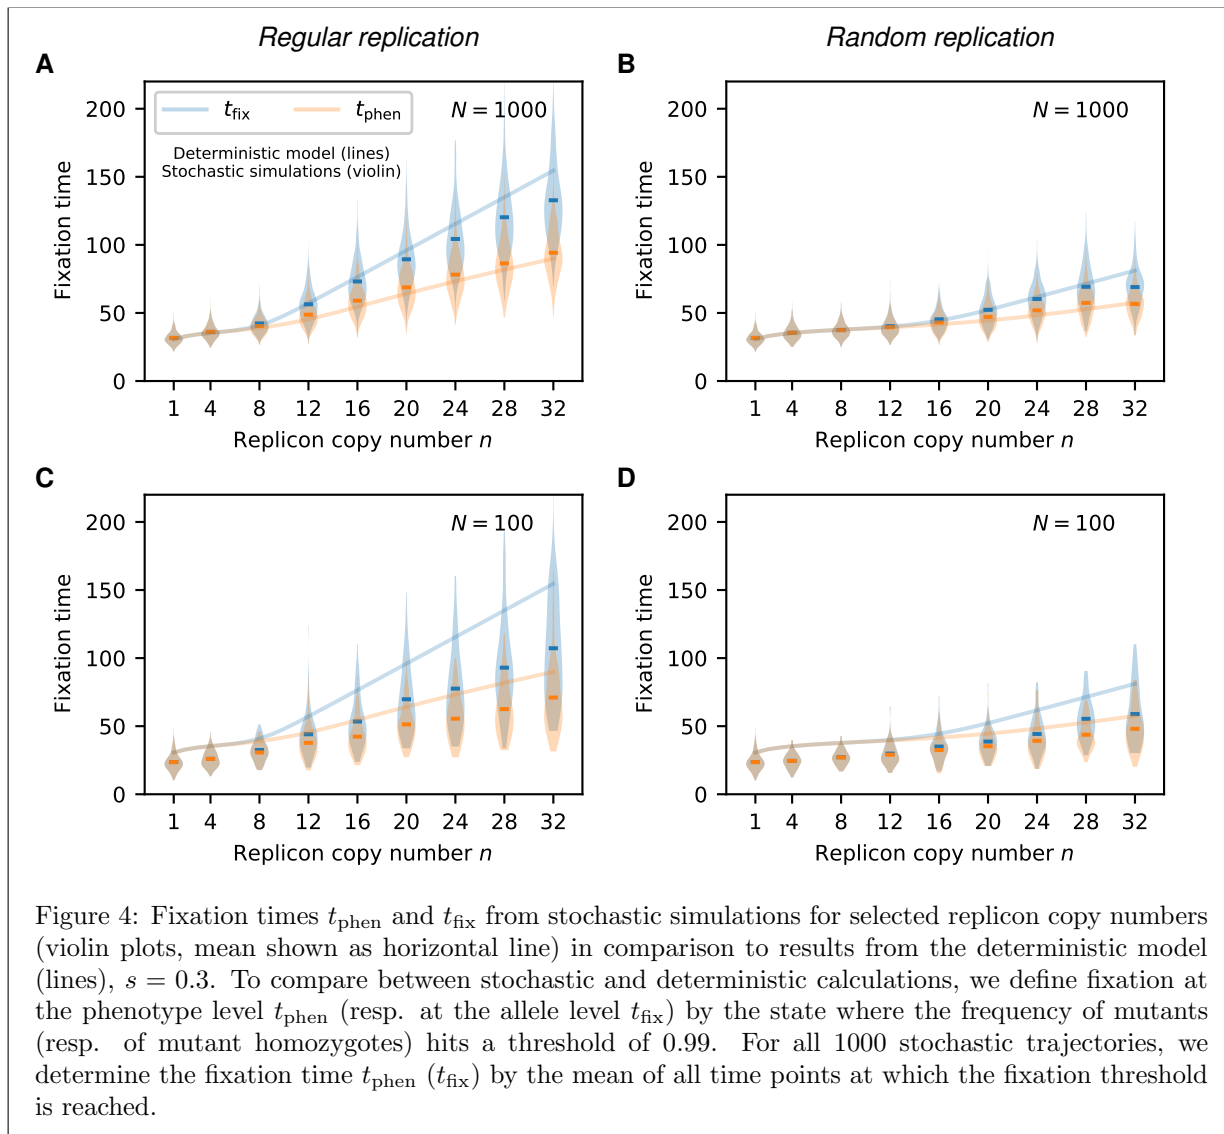 Regular replication
Random replication
A
B
200
150
100
50
0
Fixation time
t_fix
t_phen
N = 1000
Deterministic model (lines)
Stochastic simulations (violin)
1 4 8 12 16 20 24 28 32
Replicon copy number n
200
150
100
50
0
Fixation time
N = 1000
1 4 8 12 16 20 24 28 32
Replicon copy number n
C
D
200
150
100
50
0
Fixation time
N = 100
1 4 8 12 16 20 24 28 32
Replicon copy number n
200
150
100
50
0
Fixation time
N = 100
1 4 8 12 16 20 24 28 32
Replicon copy number n
Figure 4: Fixation times t_phen and t_fix from stochastic simulations for selected replicon copy numbers
(violin plots, mean shown as horizontal line) in comparison to results from the deterministic model
(lines), s = 0.3. To compare between stochastic and deterministic calculations, we define fixation at
the phenotype level t_phen (resp. at the allele level t_fix) by the state where the frequency of mutants
(resp. of mutant homozygotes) hits a threshold of 0.99. For all 1000 stochastic trajectories, we
determine the fixation time t_phen (t_fix) by the mean of all time points at which the fixation threshold
is reached.